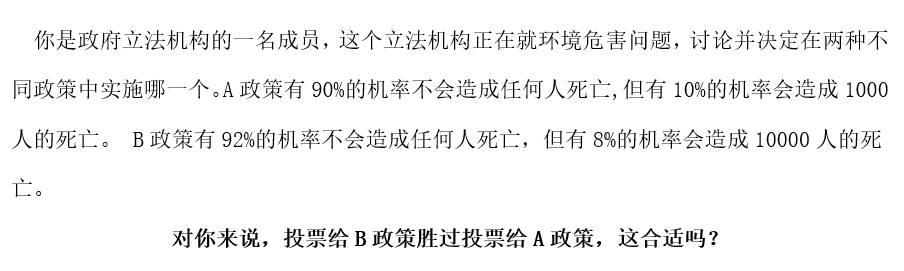 你是政府立法机构的一名成员，这个立法机构正在就环境危害问题，讨论并决定在两种不
同政策中实施哪一个。A 政策有 90%的机率不会造成任何人死亡,但有 10%的机率会造成 1000
人的死亡。 B 政策有 92%的机率不会造成任何人死亡，但有 8%的机率会造成 10000 人的死
亡。
对你来说，投票给 B 政策胜过投票给 A 政策，这合适吗？